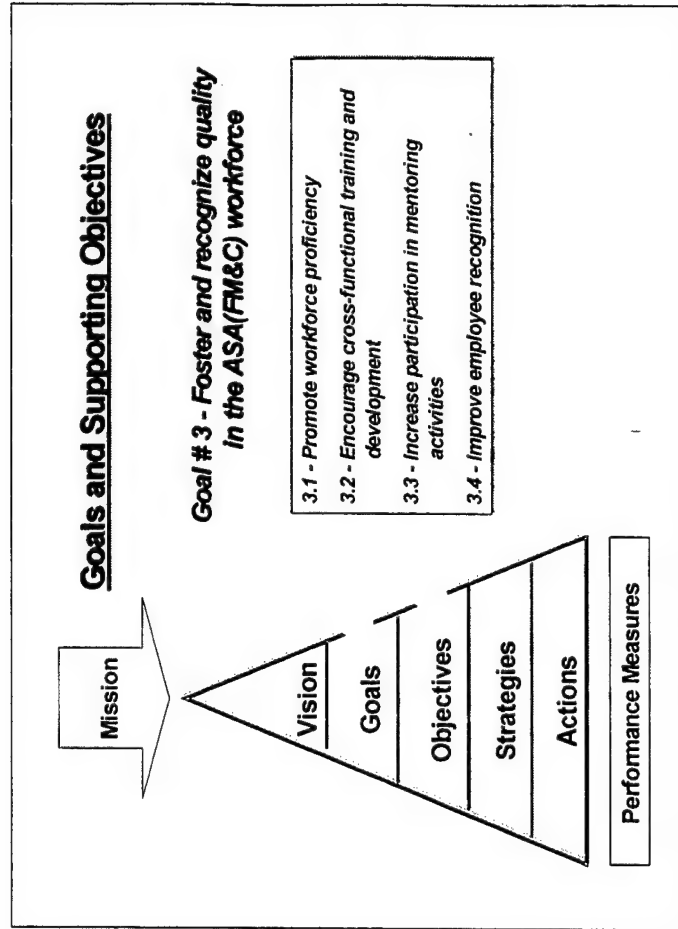 Goals and Supporting Objectives
Mission
Vision
Goals
Objectives
Strategies
Actions
Performance Measures
Goal # 3 - Foster and recognize quality
in the ASA(FM&C) workforce
3.1 - Promote workforce proficiency
3.2 - Encourage cross-functional training and
development
3.3 - Increase participation in mentoring
activities
3.4 - Improve employee recognition